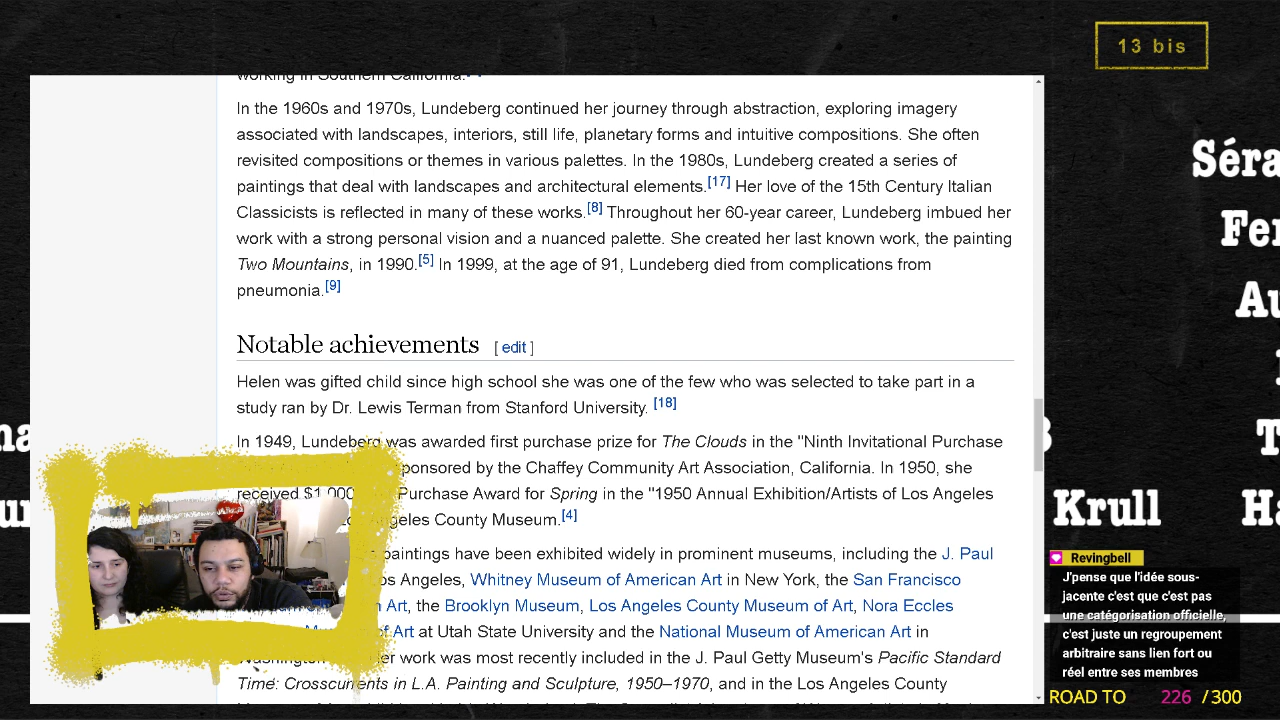 13 bis
working in Southern California.
In the 1960s and 1970s, Lundeberg continued her journey through abstraction, exploring imagery
associated with landscapes, interiors, still life, planetary forms and intuitive compositions. She often
revisited compositions or themes in various palettes. In the 1980s, Lundeberg created a series of
paintings that deal with landscapes and architectural elements.[17] Her love of the 15th Century Italian
Classicists is reflected in many of these works.[8] Throughout her 60-year career, Lundeberg imbued her
work with a strong personal vision and a nuanced palette. She created her last known work, the painting
Two Mountains, in 1990.[5] In 1999, at the age of 91, Lundeberg died from complications from
pneumonia.[9]
Notable achievements [ edit ]
Helen was gifted child since high school she was one of the few who was selected to take part in a
study ran by Dr. Lewis Terman from Stanford University. [18]
In 1949, Lundeberg was awarded first purchase prize for The Clouds in the "Ninth Invitational Purchase
sponsored by the Chaffey Community Art Association, California. In 1950, she
received $1,000 Purchase Award for Spring in the "1950 Annual Exhibition/Artists of Los Angeles
Angeles County Museum.[4]
paintings have been exhibited widely in prominent museums, including the J. Paul
Los Angeles, Whitney Museum of American Art in New York, the San Francisco
Art, the Brooklyn Museum, Los Angeles County Museum of Art, Nora Eccles
of Art at Utah State University and the National Museum of American Art in
Washington her work was most recently included in the J. Paul Getty Museum's Pacific Standard
Time: Crosscurrents in L.A. Painting and Sculpture, 1950–1970, and in the Los Angeles County
Séra
Fer
Au
Krull
Ha
Revingbell
J'pense que l'idée sous-
jacente c'est que c'est pas
une catégorisation officielle,
c'est juste un regroupement
arbitraire sans lien fort ou
réel entre ses membres
ROAD TO 226 / 300